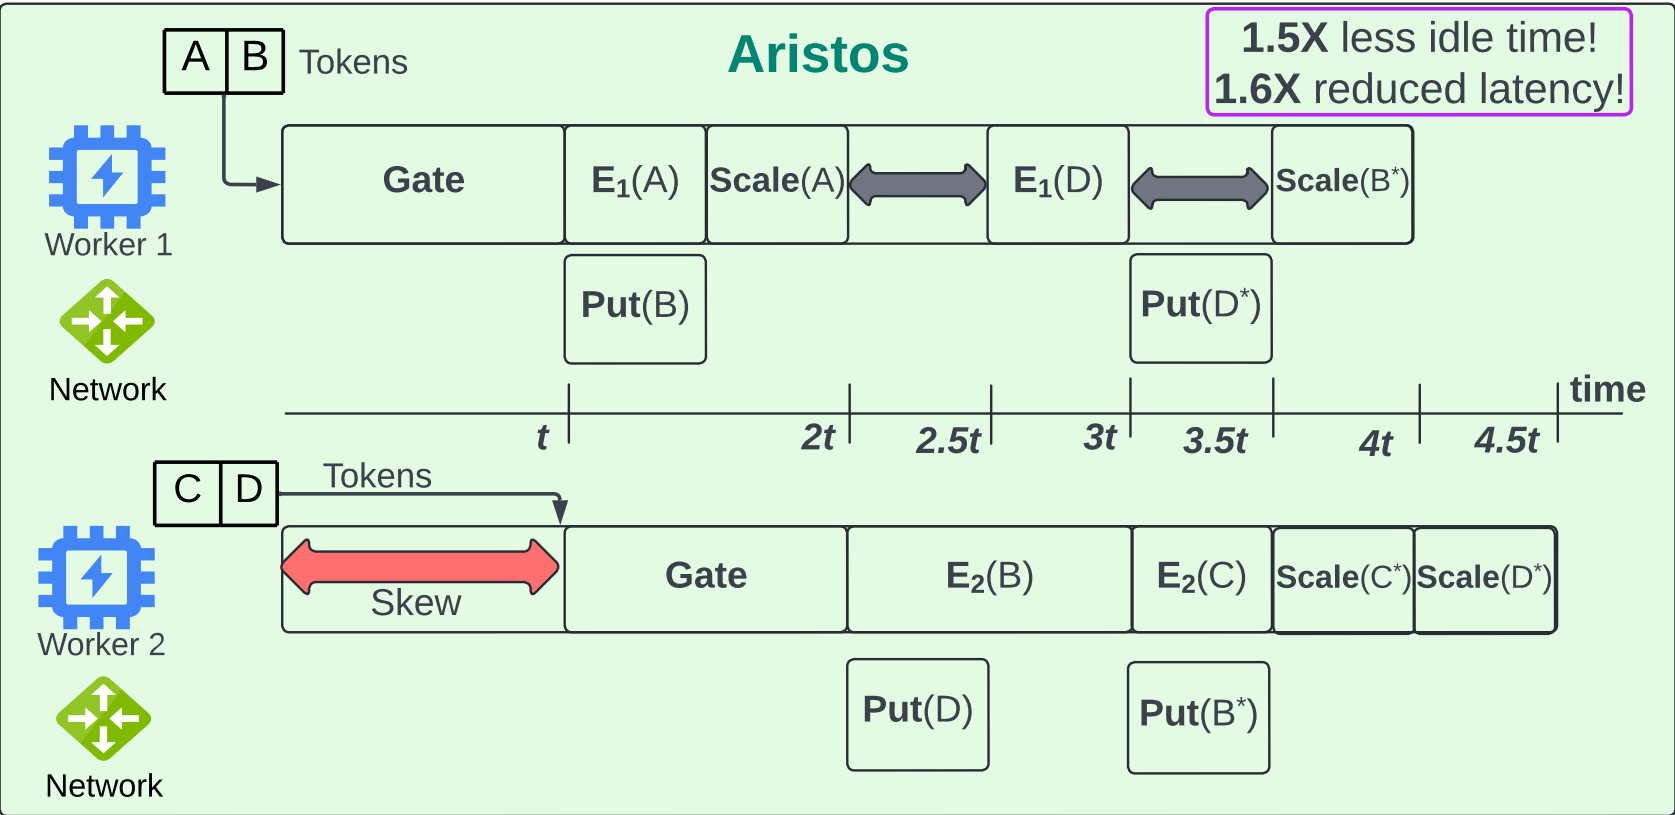 Aristos
1.5X less idle time!
1.6X reduced latency!
A B Tokens
Worker 1
Gate E₁(A) Scale(A) E₁(D) Scale(B*)
Network
Put(B) Put(D*)
time
t 2t 2.5t 3t 3.5t 4t 4.5t
C D Tokens
Worker 2
Skew Gate E₂(B) E₂(C) Scale(C*) Scale(D*)
Network
Put(D) Put(B*)